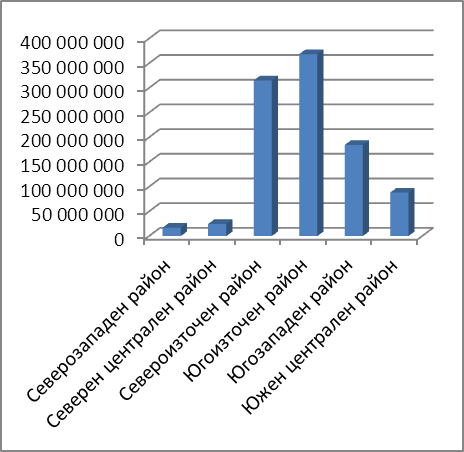 400 000 000
350 000 000
300 000 000
250 000 000
200 000 000
150 000 000
100 000 000
50 000 000
0
Северозападен район
Северен централен район
Североизточен район
Югоизточен район
Югозападен район
Южен централен район